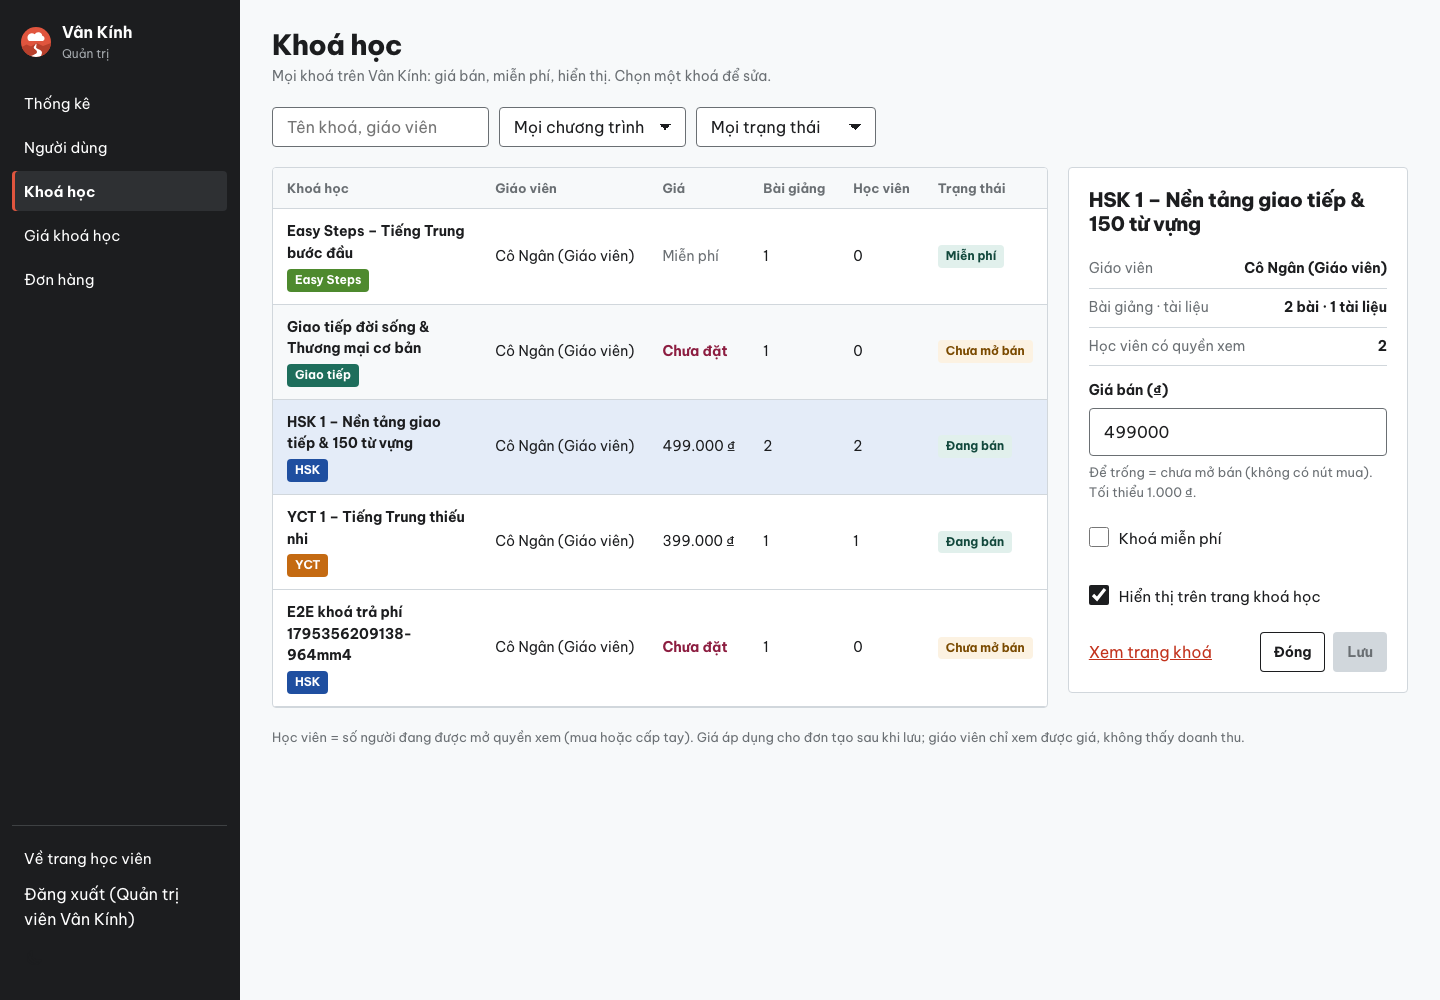 Vân Kính
Quản trị
Thống kê
Người dùng
Khoá học
Giá khoá học
Đơn hàng
Về trang học viên
Đăng xuất (Quản trị
viên Vân Kính)
Khoá học
Mọi khoá trên Vân Kính: giá bán, miễn phí, hiển thị. Chọn một khoá để sửa.
Tên khoá, giáo viên
Mọi chương trình
Mọi trạng thái
Khoá học Giáo viên Giá Bài giảng Học viên Trạng thái
Easy Steps – Tiếng Trung
bước đầu
Easy Steps
Cô Ngân (Giáo viên) Miễn phí 1 0 Miễn phí
Giao tiếp đời sống &
Thương mại cơ bản
Giao tiếp
Cô Ngân (Giáo viên) Chưa đặt 1 0 Chưa mở bán
HSK 1 – Nền tảng giao
tiếp & 150 từ vựng
HSK
Cô Ngân (Giáo viên) 499.000 ₫ 2 2 Đang bán
YCT 1 – Tiếng Trung thiếu
nhi
YCT
Cô Ngân (Giáo viên) 399.000 ₫ 1 1 Đang bán
E2E khoá trả phí
1795356209138-
964mm4
HSK
Cô Ngân (Giáo viên) Chưa đặt 1 0 Chưa mở bán
Học viên = số người đang được mở quyền xem (mua hoặc cấp tay). Giá áp dụng cho đơn tạo sau khi lưu; giáo viên chỉ xem được giá, không thấy doanh thu.
HSK 1 – Nền tảng giao tiếp &
150 từ vựng
Giáo viên Cô Ngân (Giáo viên)
Bài giảng · tài liệu 2 bài · 1 tài liệu
Học viên có quyền xem 2
Giá bán (₫)
499000
Để trống = chưa mở bán (không có nút mua).
Tối thiểu 1.000 ₫.
Khoá miễn phí
Hiển thị trên trang khoá học
Xem trang khoá
Đóng
Lưu